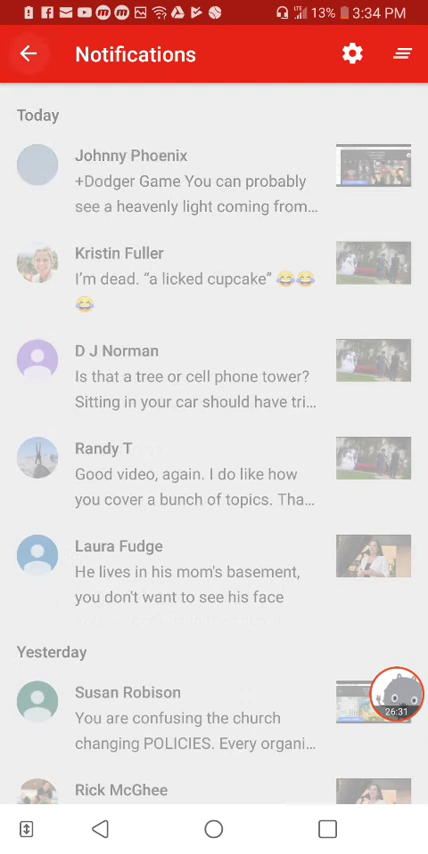 13% 3:34 PM
Notifications
Today
Johnny Phoenix
+Dodger Game You can probably
see a heavenly light coming from...
Kristin Fuller
I'm dead. “a licked cupcake” 😂😂
😂
D J Norman
Is that a tree or cell phone tower?
Sitting in your car should have tri...
Randy T
Good video, again. I do like how
you cover a bunch of topics. Tha...
Laura Fudge
He lives in his mom's basement,
you don't want to see his face
Yesterday
Susan Robison
You are confusing the church
changing POLICIES. Every organi...
26:31
Rick McGhee